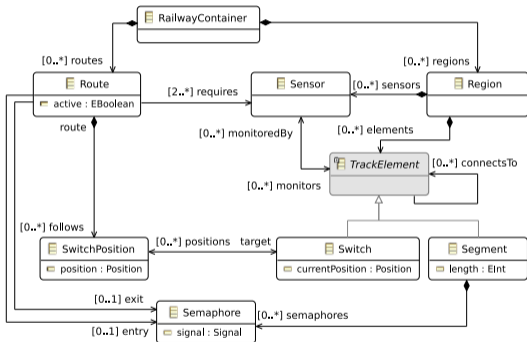 RailwayContainer
[0..*] routes
[0..*] regions
Route
active : EBoolean
[2..*] requires
Sensor
[0..*] sensors
Region
route
[0..*] monitoredBy
[0..*] elements
TrackElement
[0..*] connectsTo
[0..*] monitors
[0..*] follows
SwitchPosition
position : Position
[0..*] positions
target
Switch
currentPosition : Position
Segment
length : EInt
[0..1] exit
Semaphore
signal : Signal
[0..*] semaphores
[0..1] entry